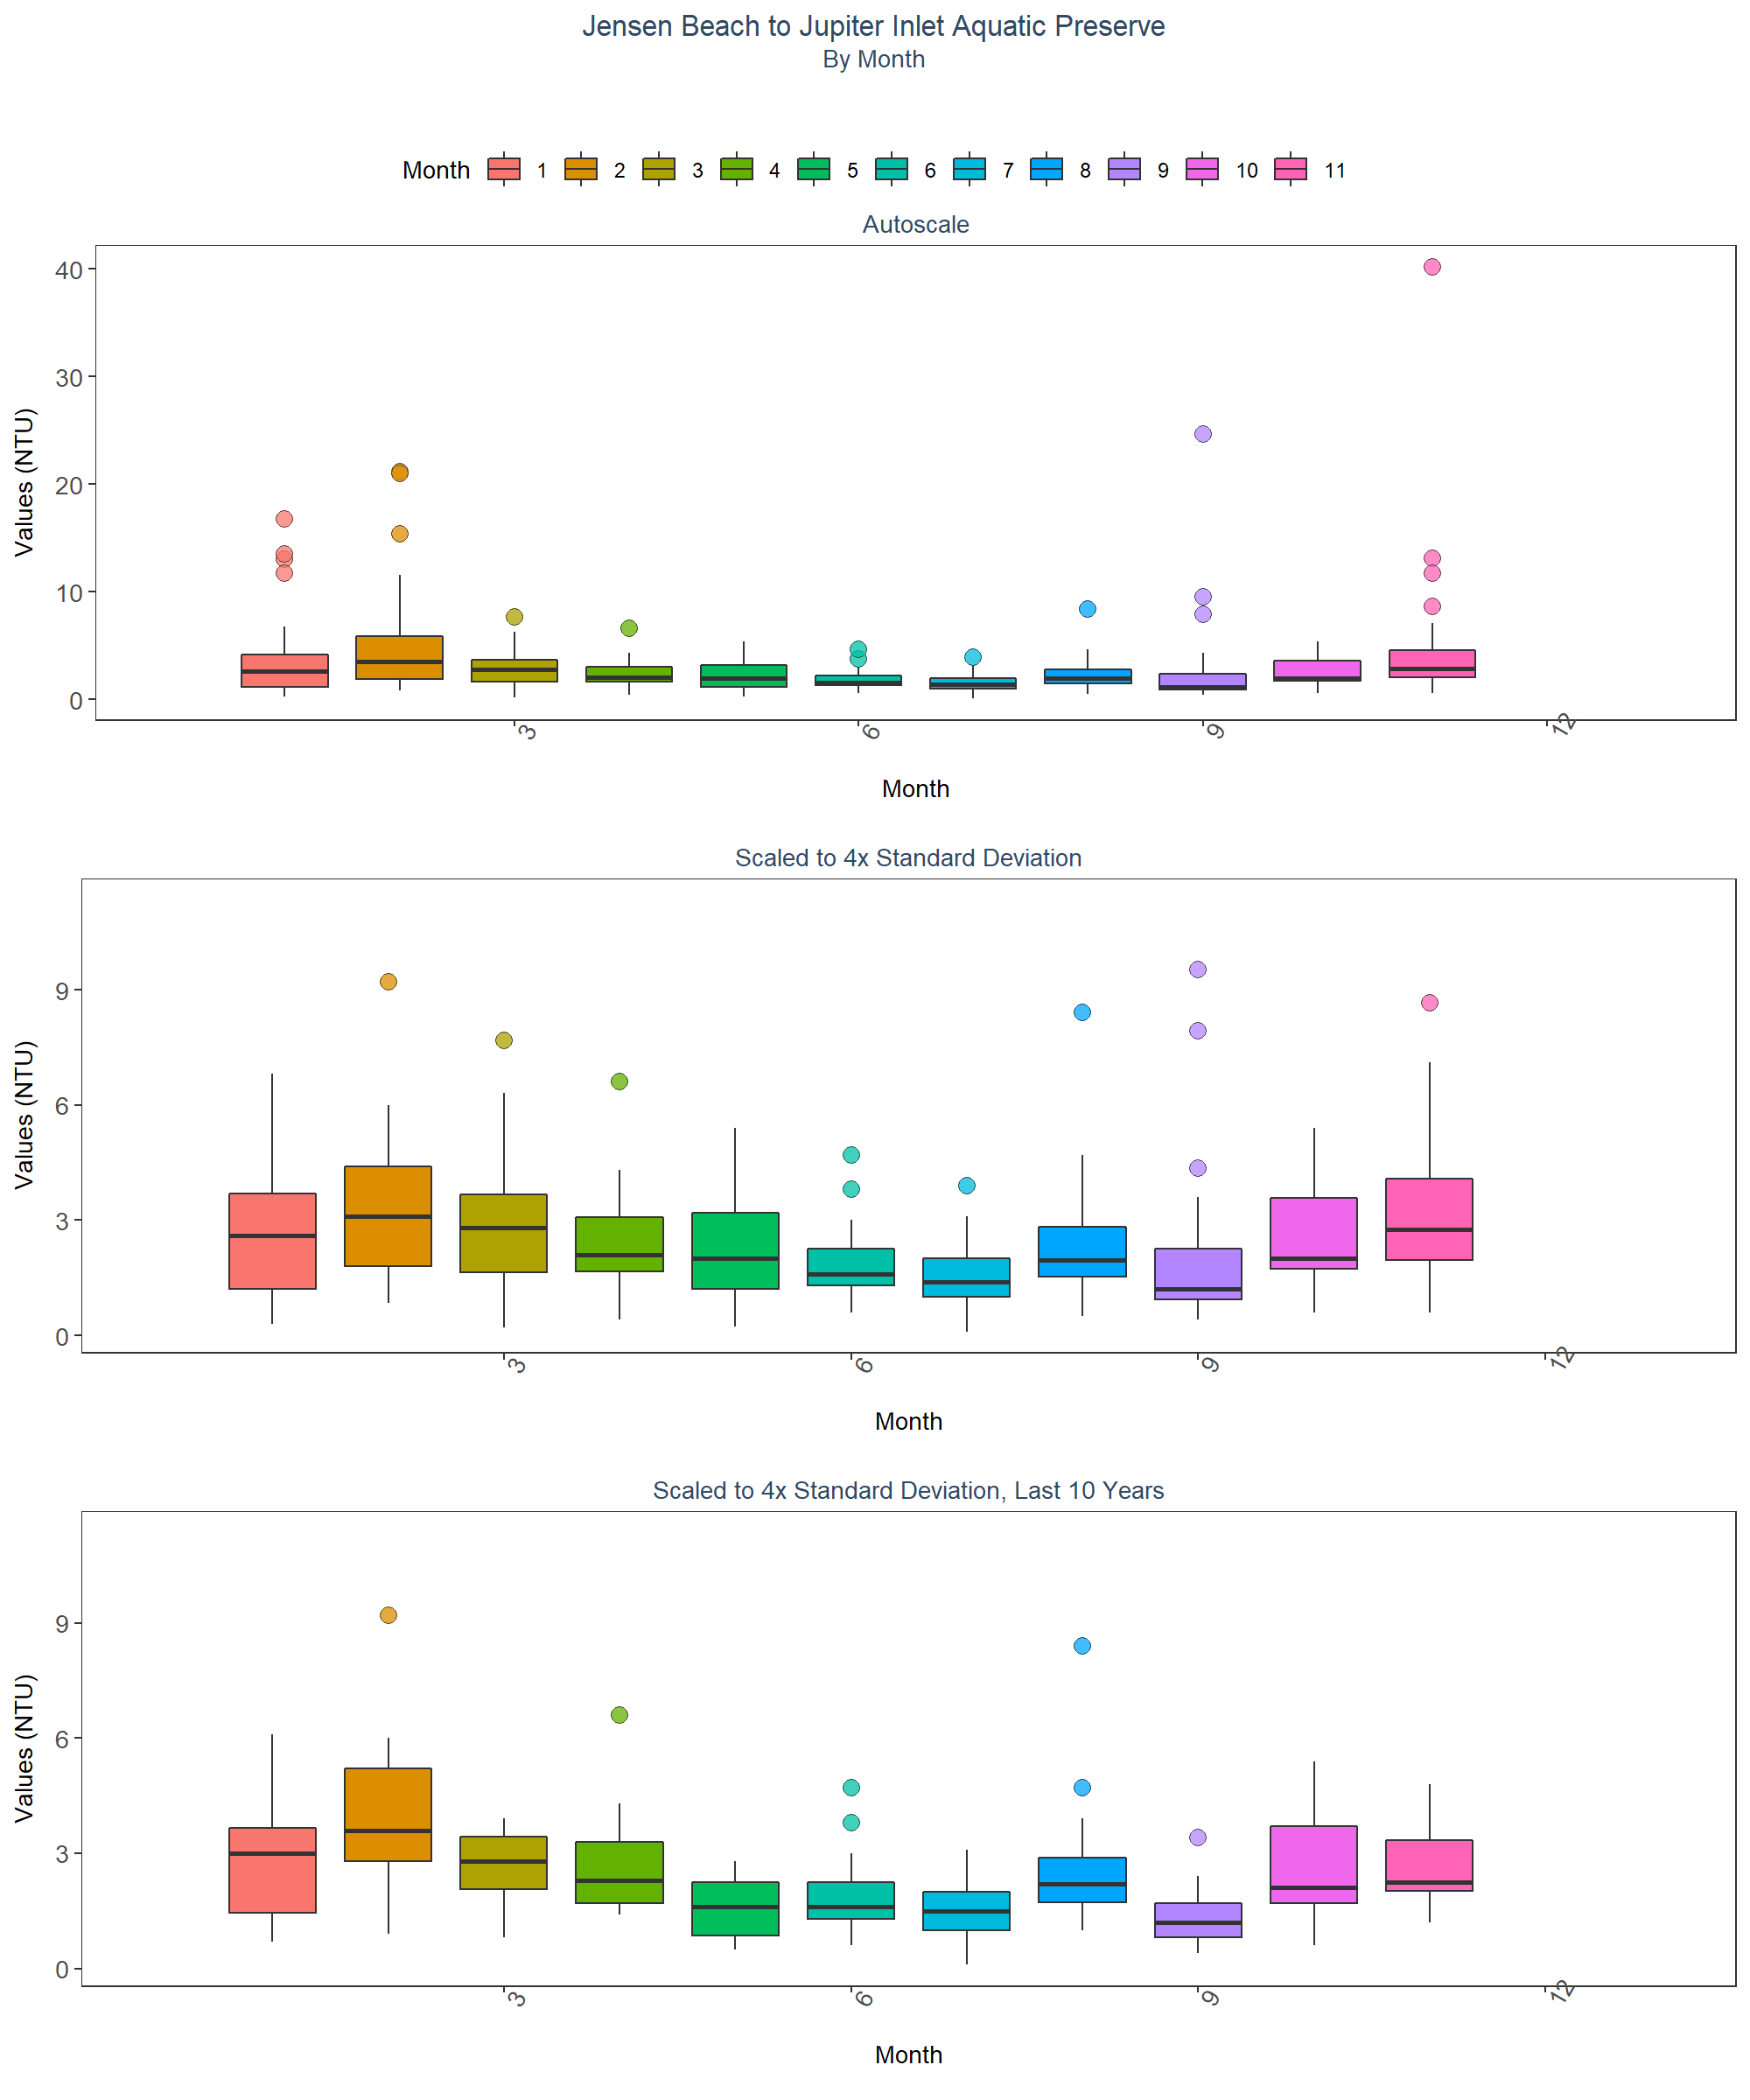 Jensen Beach to Jupiter Inlet Aquatic Preserve
By Month
Month 1 2 3 4 5 6 7 8 9 10 11
Autoscale
Values (NTU)
40
30
20
10
0
3 6 9 12
Month
Scaled to 4x Standard Deviation
Values (NTU)
9
6
3
0
3 6 9 12
Month
Scaled to 4x Standard Deviation, Last 10 Years
Values (NTU)
9
6
3
0
3 6 9 12
Month